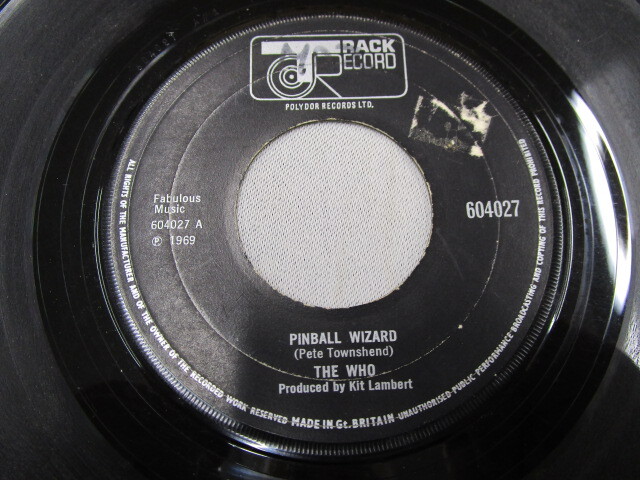 TRACK
RECORD
POLYDOR RECORDS LTD.
Fabulous
Music
604027 A
℗ 1969
604027
PINBALL WIZARD
(Pete Townshend)
THE WHO
Produced by Kit Lambert
ALL RIGHTS OF THE MANUFACTURER AND OF THE OWNER OF THE RECORDED WORK RESERVED MADE IN Gt. BRITAIN - UNAUTHORISED PUBLIC PERFORMANCE BROADCASTING AND COPYING OF THIS RECORD PROHIBITED